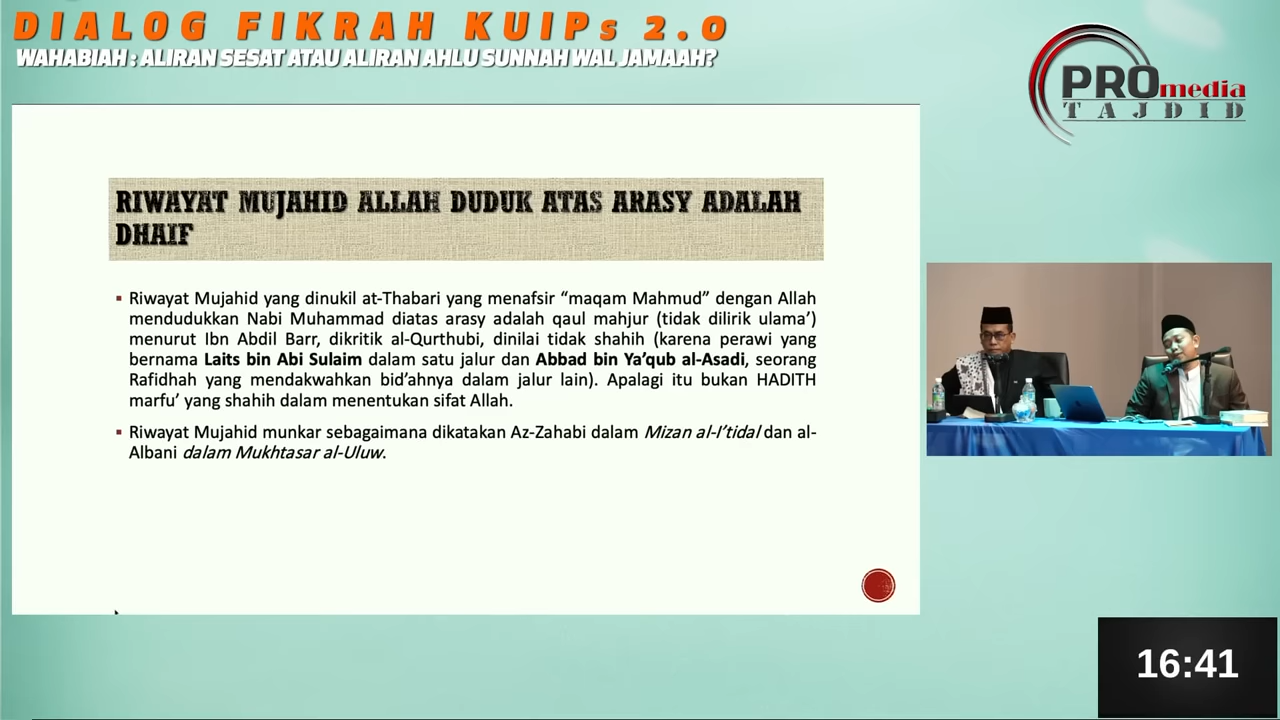 DIALOG FIKRAH KUIPs 2.0
WAHABIAH : ALIRAN SESAT ATAU ALIRAN AHLU SUNNAH WAL JAMAAH?
PROmedia
TAJDID
RIWAYAT MUJAHID ALLAH DUDUK ATAS ARASY ADALAH
DHAIF
▪ Riwayat Mujahid yang dinukil at-Thabari yang menafsir “maqam Mahmud” dengan Allah
mendudukkan Nabi Muhammad diatas arasy adalah qaul mahjur (tidak dilirik ulama’)
menurut Ibn Abdil Barr, dikritik al-Qurthubi, dinilai tidak shahih (karena perawi yang
bernama Laits bin Abi Sulaim dalam satu jalur dan Abbad bin Ya’qub al-Asadi, seorang
Rafidhah yang mendakwahkan bid’ahnya dalam jalur lain). Apalagi itu bukan HADITH
marfu’ yang shahih dalam menentukan sifat Allah.
▪ Riwayat Mujahid munkar sebagaimana dikatakan Az-Zahabi dalam Mizan al-I’tidal dan al-
Albani dalam Mukhtasar al-Uluw.
16:41